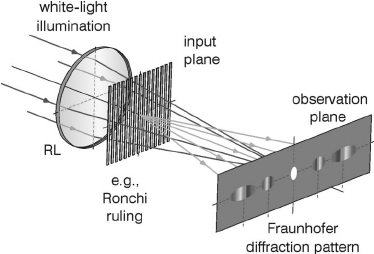 white-light
illumination
input
plane
observation
plane
RL
e.g.,
Ronchi
ruling
Fraunhofer
diffraction pattern